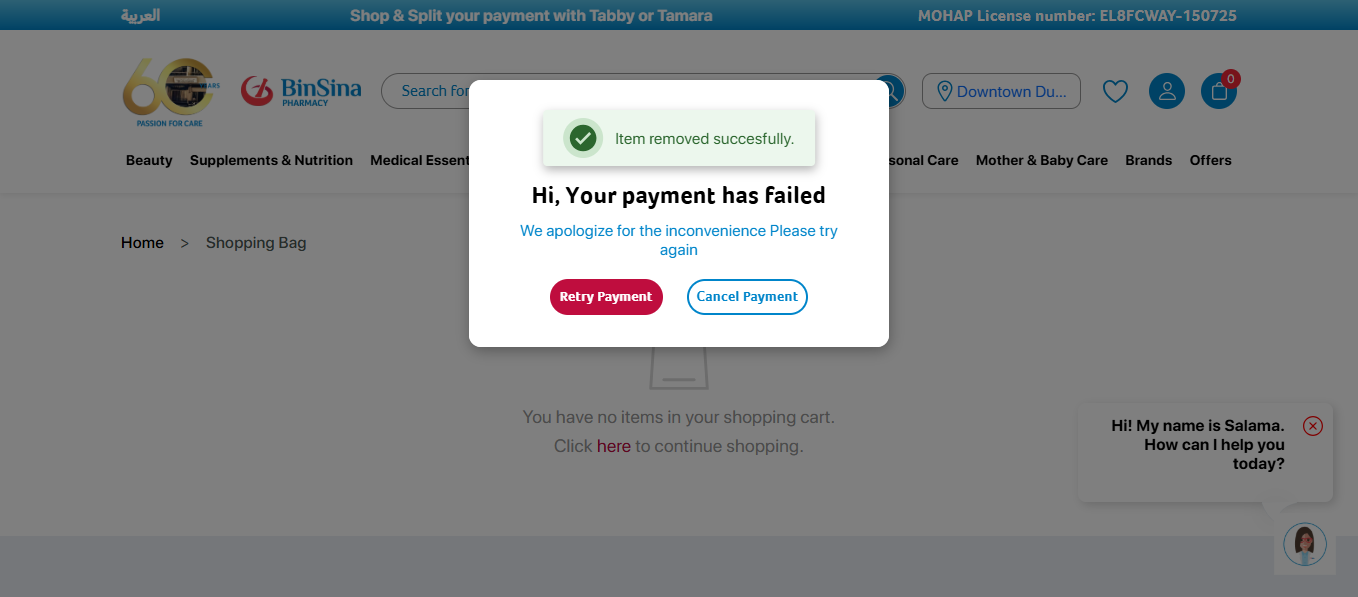 العربية
Shop & Split your payment with Tabby or Tamara
MOHAP License number: EL8FCWAY-150725
60 YEARS
PASSION FOR CARE
BinSina
PHARMACY
Search for
Downtown Du...
0
Beauty
Supplements & Nutrition
Medical Essent
sonal Care
Mother & Baby Care
Brands
Offers
Item removed succesfully.
Hi, Your payment has failed
We apologize for the inconvenience Please try
again
Retry Payment
Cancel Payment
Home > Shopping Bag
You have no items in your shopping cart.
Click here to continue shopping.
Hi! My name is Salama.
How can I help you
today?